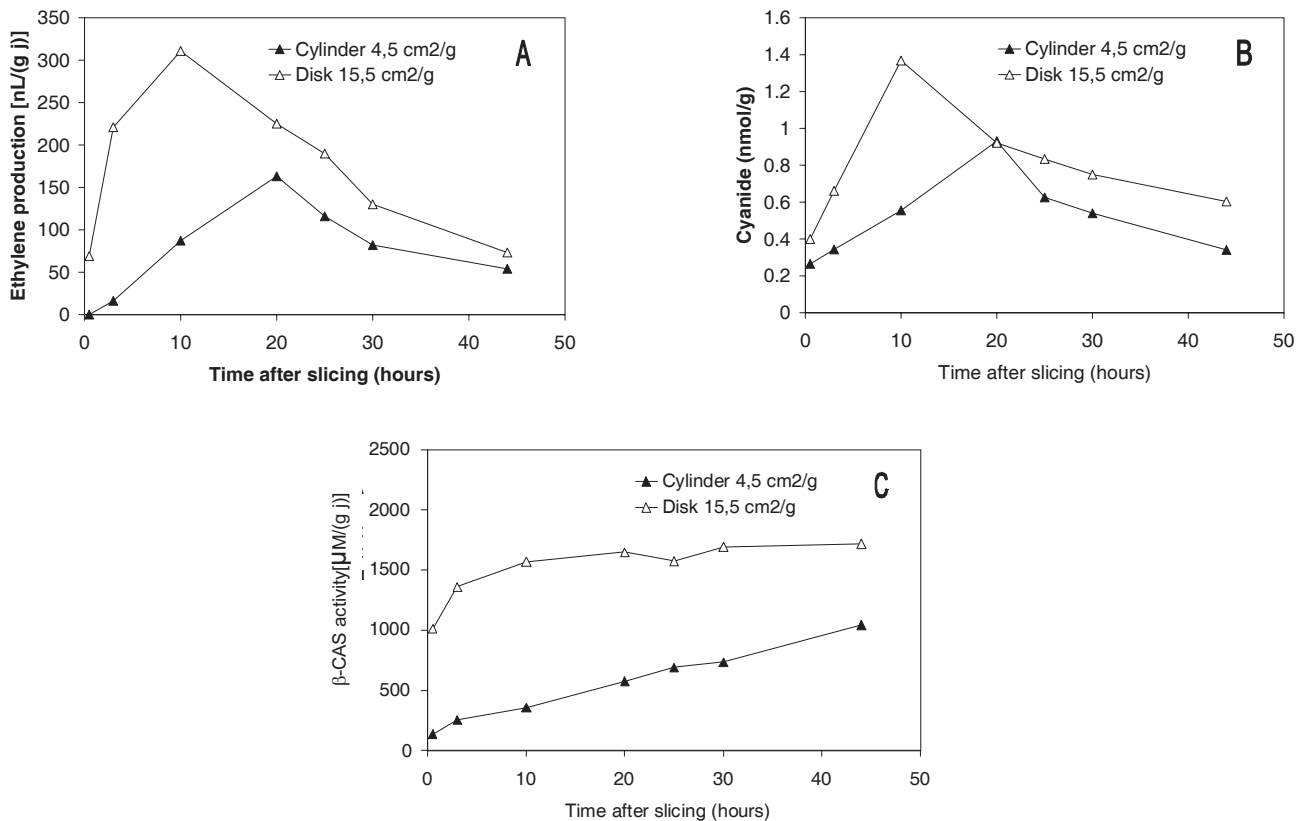 350
300
250
200
150
100
50
0
Ethylene production [nL/(g j)]
Cylinder 4,5 cm2/g
Disk 15,5 cm2/g
A
0 10 20 30 40 50
Time after slicing (hours)
1.6
1.4
1.2
1
0.8
0.6
0.4
0.2
0
Cyanide (nmol/g)
Cylinder 4,5 cm2/g
Disk 15,5 cm2/g
B
0 10 20 30 40 50
Time after slicing (hours)
2500
2000
1500
1000
500
0
β-CAS activity[µM/(g j)]
Cylinder 4,5 cm2/g
Disk 15,5 cm2/g
C
0 10 20 30 40 50
Time after slicing (hours)